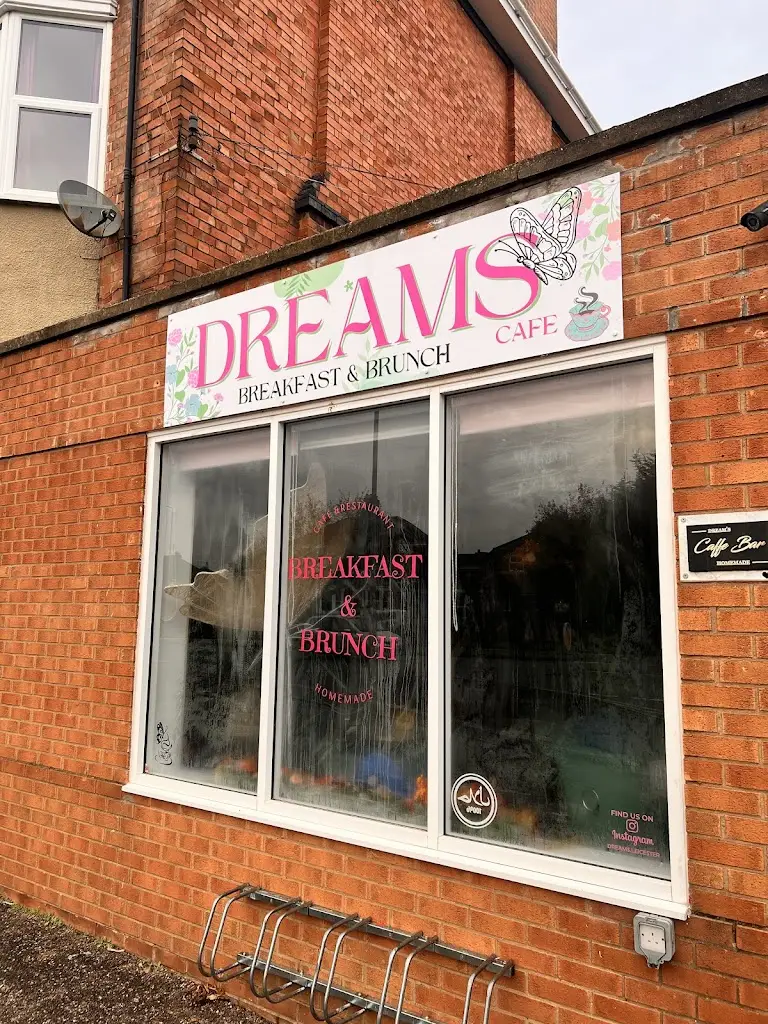 DREAMS
CAFE
BREAKFAST & BRUNCH
CAFE & RESTAURANT
BREAKFAST
&
BRUNCH
HOMEMADE
DREAM'S
Caffe Bar
HOMEMADE
FIND US ON
Instagram